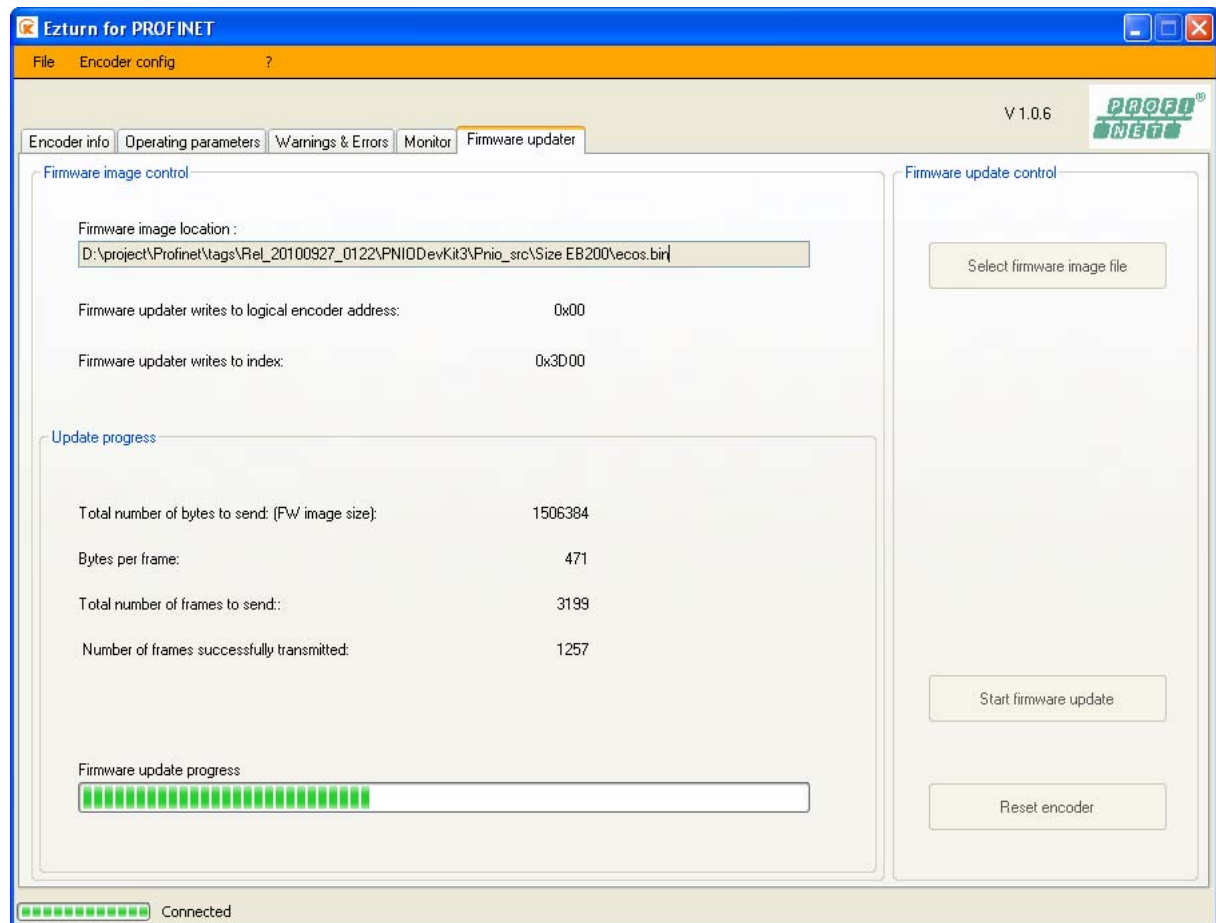 Ezturn for PROFINET
File Encoder config ?
V 1.0.6
PROFI®
NET
Encoder info Operating parameters Warnings & Errors Monitor Firmware updater
Firmware image control
Firmware update control
Firmware image location :
D:\project\Profinet\tags\Rel_20100927_0122\PNIODevKit3\Pnio_src\Size EB200\ecos.bin
Select firmware image file
Firmware updater writes to logical encoder address: 0x00
Firmware updater writes to index: 0x3D00
Update progress
Total number of bytes to send: (FW image size): 1506384
Bytes per frame: 471
Total number of frames to send:: 3199
Number of frames successfully transmitted: 1257
Start firmware update
Firmware update progress
Reset encoder
Connected